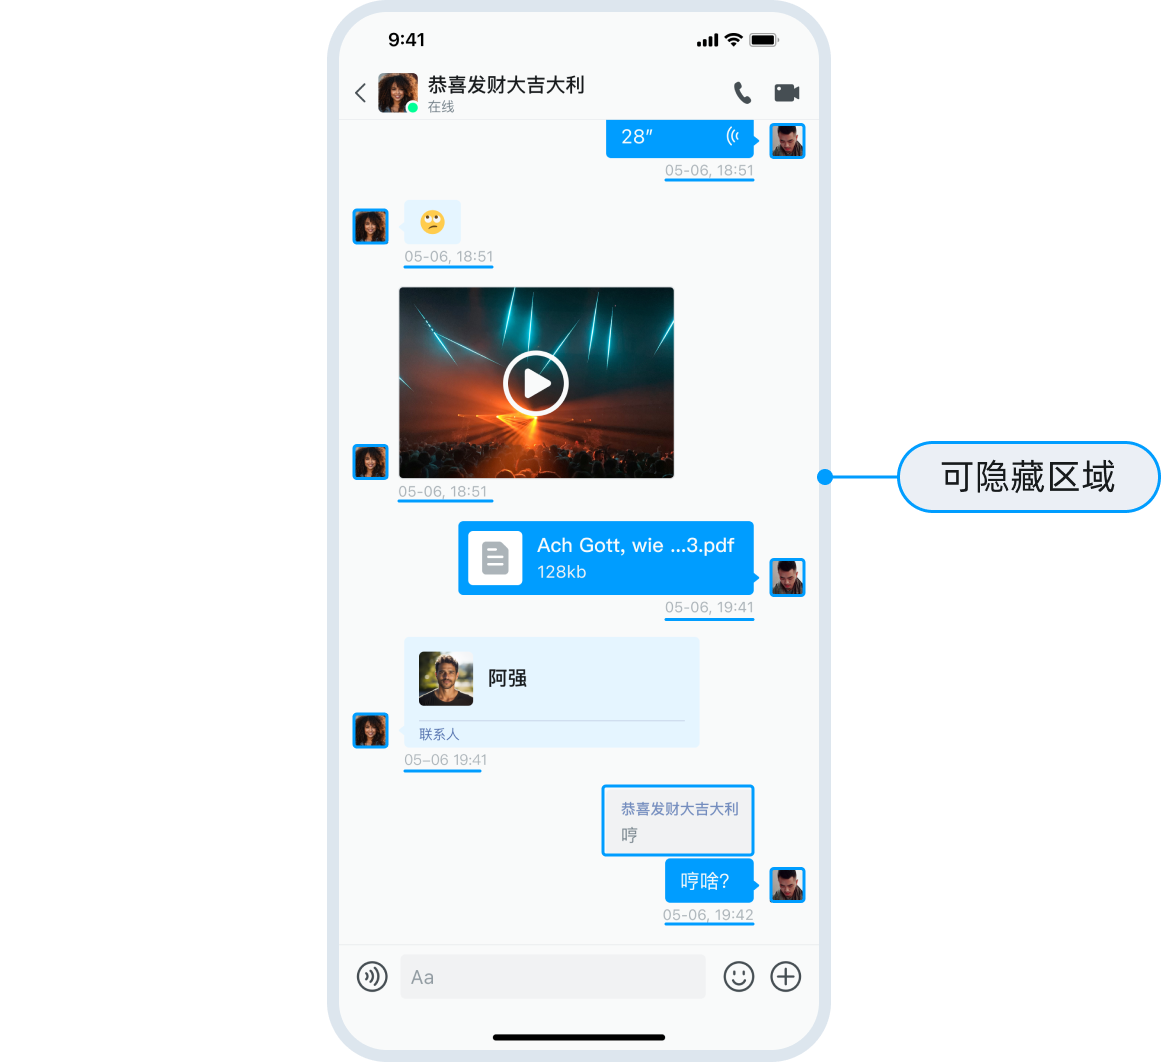 9:41
恭喜发财大吉大利
在线
28″
05-06, 18:51
05-06, 18:51
05-06, 18:51
可隐藏区域
Ach Gott, wie ...3.pdf
128kb
05-06, 19:41
阿强
联系人
05–06 19:41
恭喜发财大吉大利
哼
哼啥?
05-06, 19:42
Aa